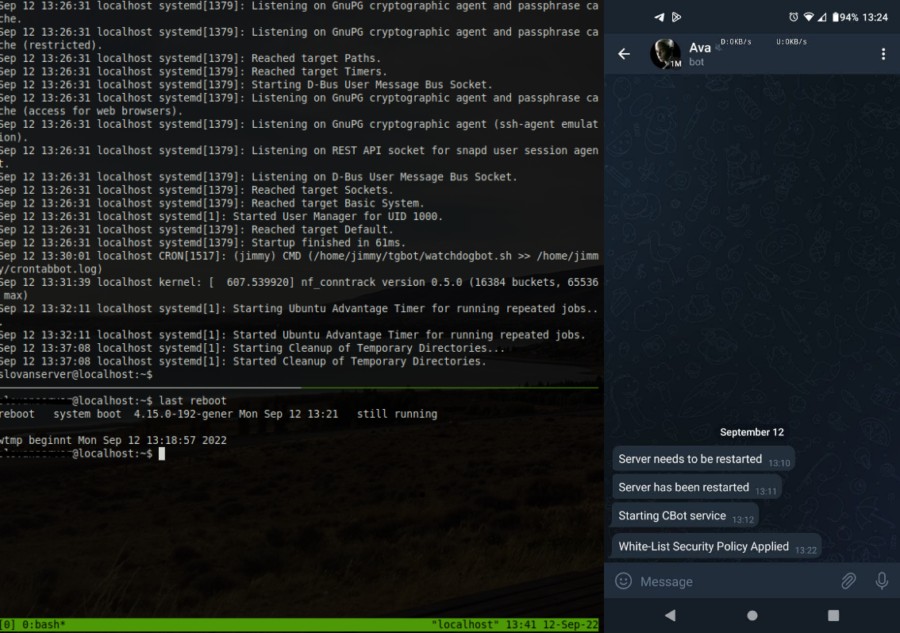 Sep 12 13:26:31 localhost systemd[1379]: Listening on GnuPG cryptographic agent and passphrase ca
che.
Sep 12 13:26:31 localhost systemd[1379]: Listening on GnuPG cryptographic agent and passphrase ca
che (restricted).
Sep 12 13:26:31 localhost systemd[1379]: Reached target Paths.
Sep 12 13:26:31 localhost systemd[1379]: Reached target Timers.
Sep 12 13:26:31 localhost systemd[1379]: Starting D-Bus User Message Bus Socket.
Sep 12 13:26:31 localhost systemd[1379]: Listening on GnuPG cryptographic agent and passphrase ca
che (access for web browsers).
Sep 12 13:26:31 localhost systemd[1379]: Listening on GnuPG cryptographic agent (ssh-agent emulat
ion).
Sep 12 13:26:31 localhost systemd[1379]: Listening on REST API socket for snapd user session agen
t.
Sep 12 13:26:31 localhost systemd[1379]: Listening on D-Bus User Message Bus Socket.
Sep 12 13:26:31 localhost systemd[1379]: Reached target Sockets.
Sep 12 13:26:31 localhost systemd[1379]: Reached target Basic System.
Sep 12 13:26:31 localhost systemd[1]: Started User Manager for UID 1000.
Sep 12 13:26:31 localhost systemd[1379]: Reached target Default.
Sep 12 13:26:31 localhost systemd[1379]: Startup finished in 61ms.
Sep 12 13:30:01 localhost CRON[1517]: (jimmy) CMD (/home/jimmy/tgbot/watchdogbot.sh >> /home/jimm
y/crontabbot.log)
Sep 12 13:31:39 localhost kernel: [  607.539920] nf_conntrack version 0.5.0 (16384 buckets, 65536
 max)
Sep 12 13:32:11 localhost systemd[1]: Starting Ubuntu Advantage Timer for running repeated jobs..
.
Sep 12 13:32:11 localhost systemd[1]: Started Ubuntu Advantage Timer for running repeated jobs.
Sep 12 13:37:08 localhost systemd[1]: Starting Cleanup of Temporary Directories...
Sep 12 13:37:08 localhost systemd[1]: Started Cleanup of Temporary Directories.
slovanserver@localhost:~$
@localhost:~$ last reboot
reboot   system boot  4.15.0-192-gener Mon Sep 12 13:21   still running
wtmp beginnt Mon Sep 12 13:18:57 2022
@localhost:~$
[0] 0:bash* "localhost" 13:41 12-Sep-22
94% 13:24
D:0KB/s U:0KB/s
Ava
1M
bot
September 12
Server needs to be restarted 13:10
Server has been restarted 13:11
Starting CBot service 13:12
White-List Security Policy Applied 13:22
Message